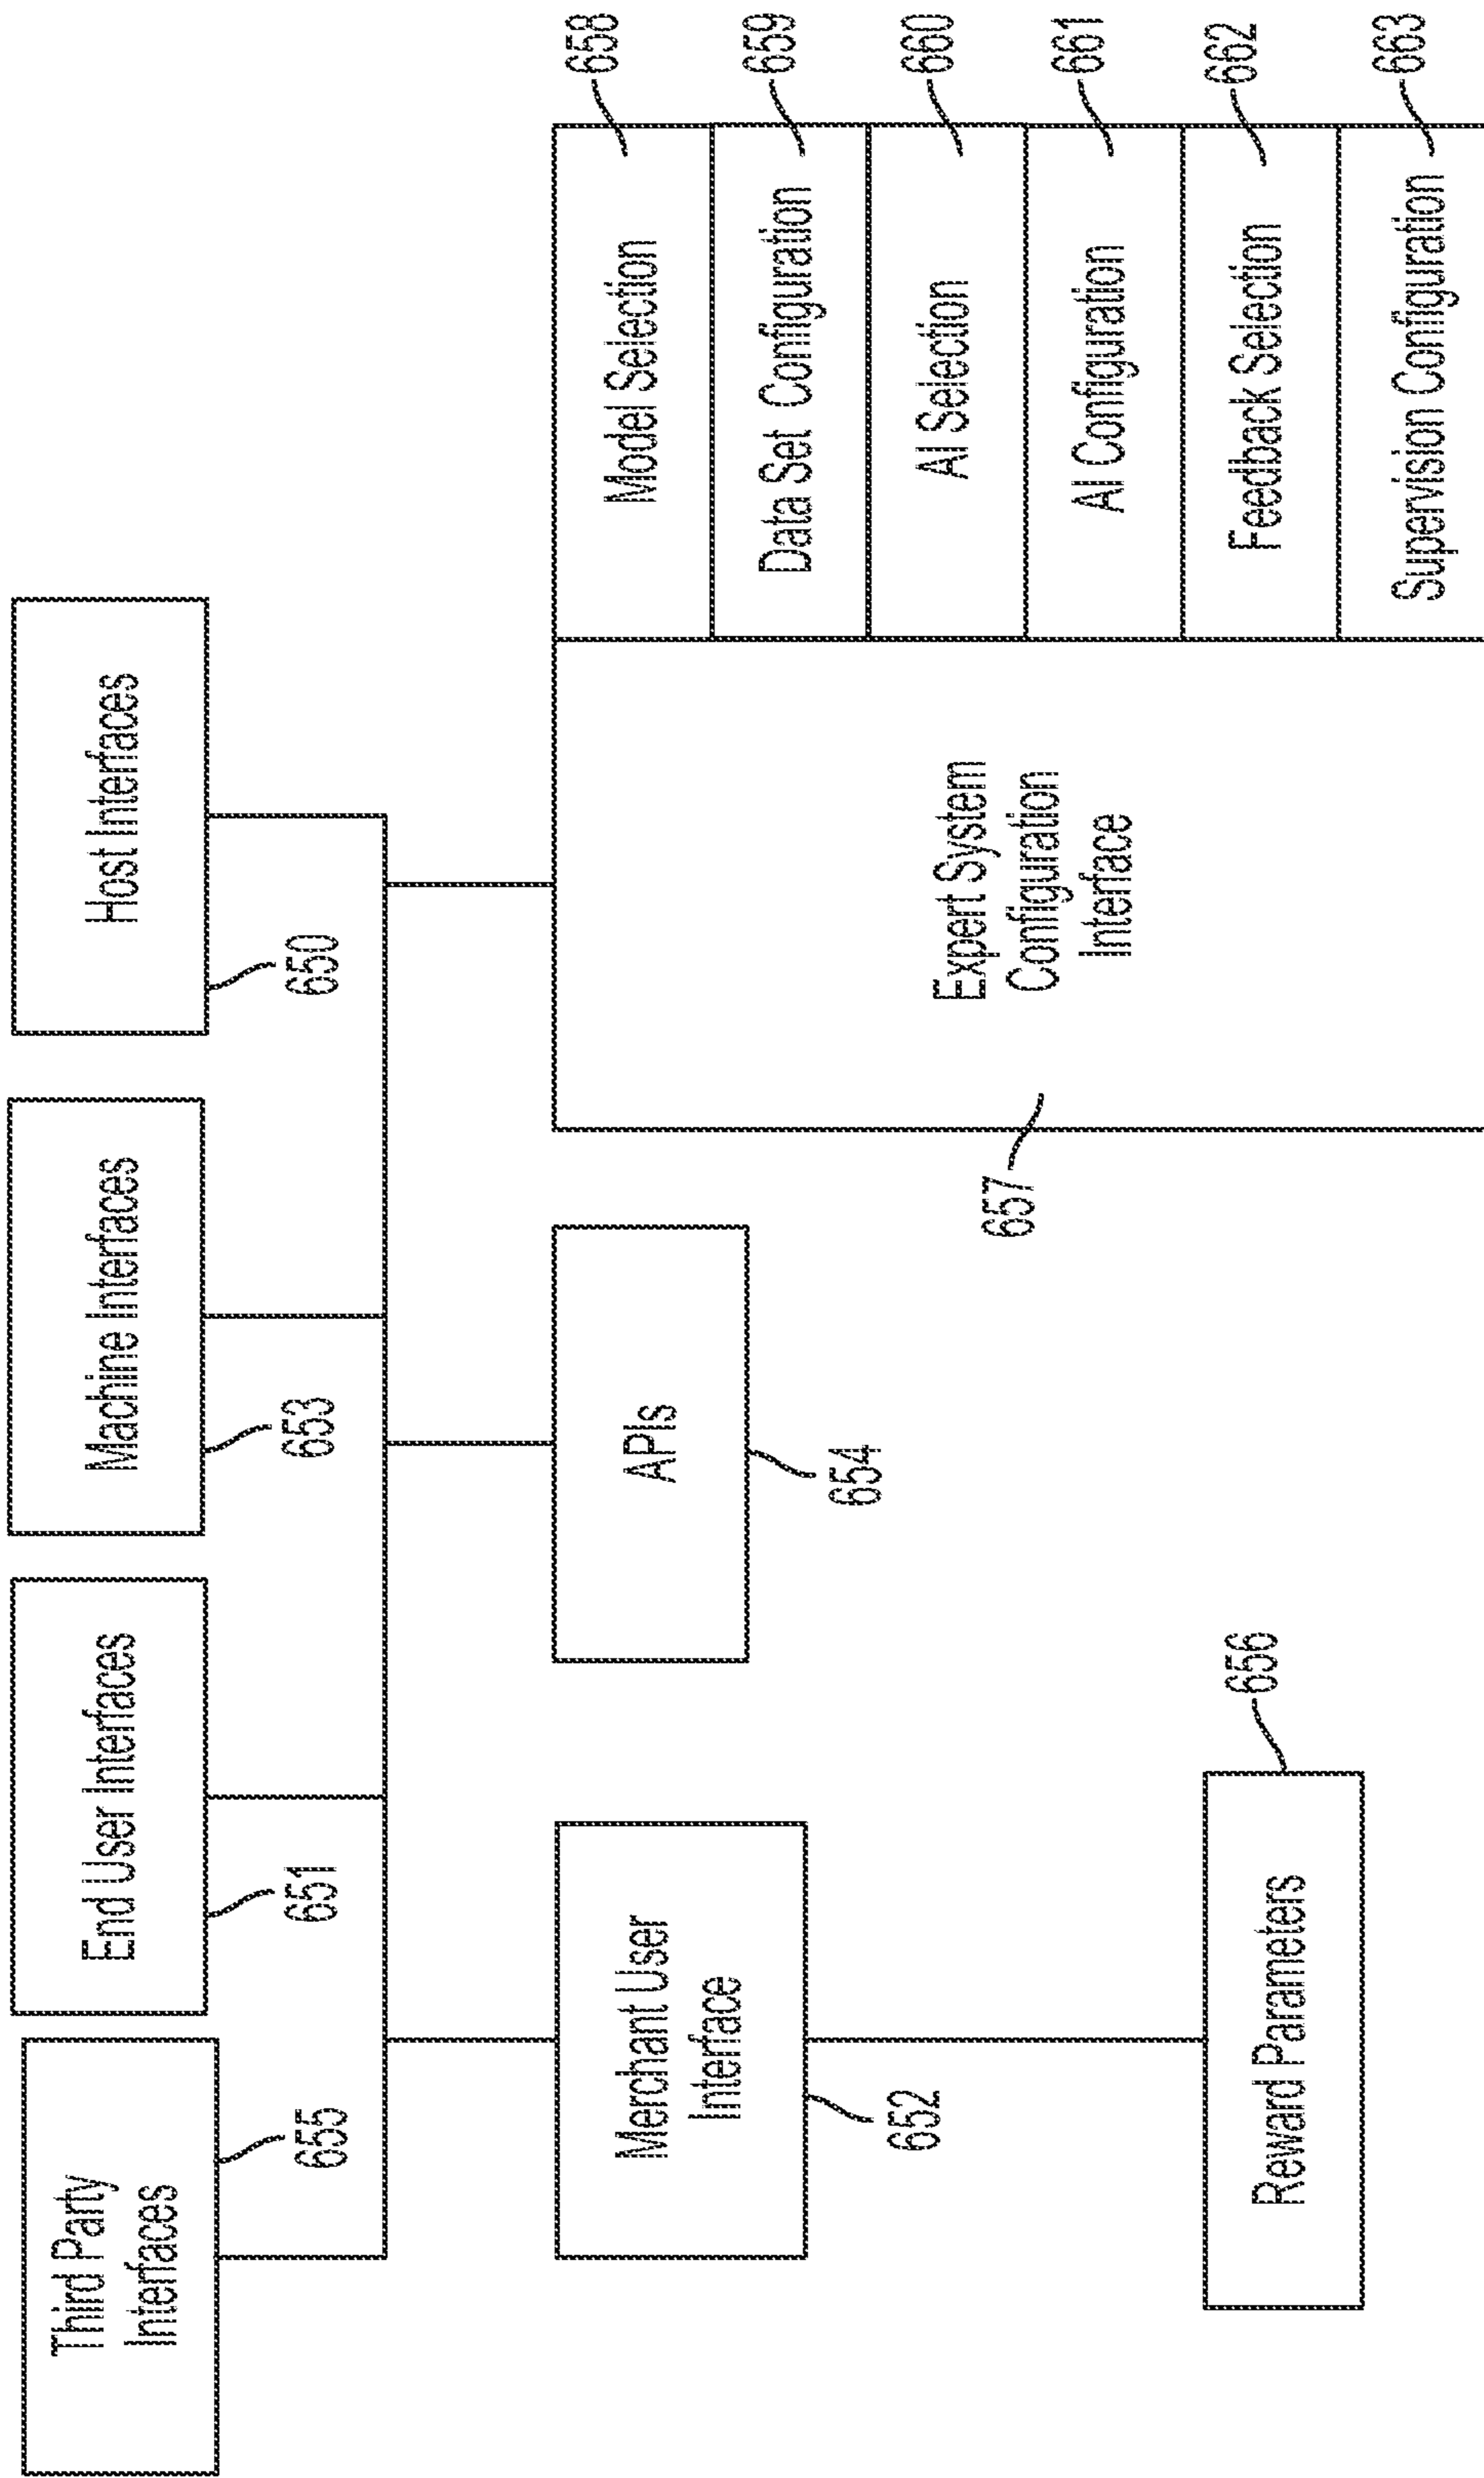 Third Party
Interfaces
655
End User Interfaces
651
Machine Interfaces
653
Host Interfaces
650
Merchant User
Interface
652
APIs
654
Reward Parameters
656
Expert System
Configuration
Interface
657
Model Selection
658
Data Set Configuration
659
AI Selection
660
AI Configuration
661
Feedback Selection
662
Supervision Configuration
663